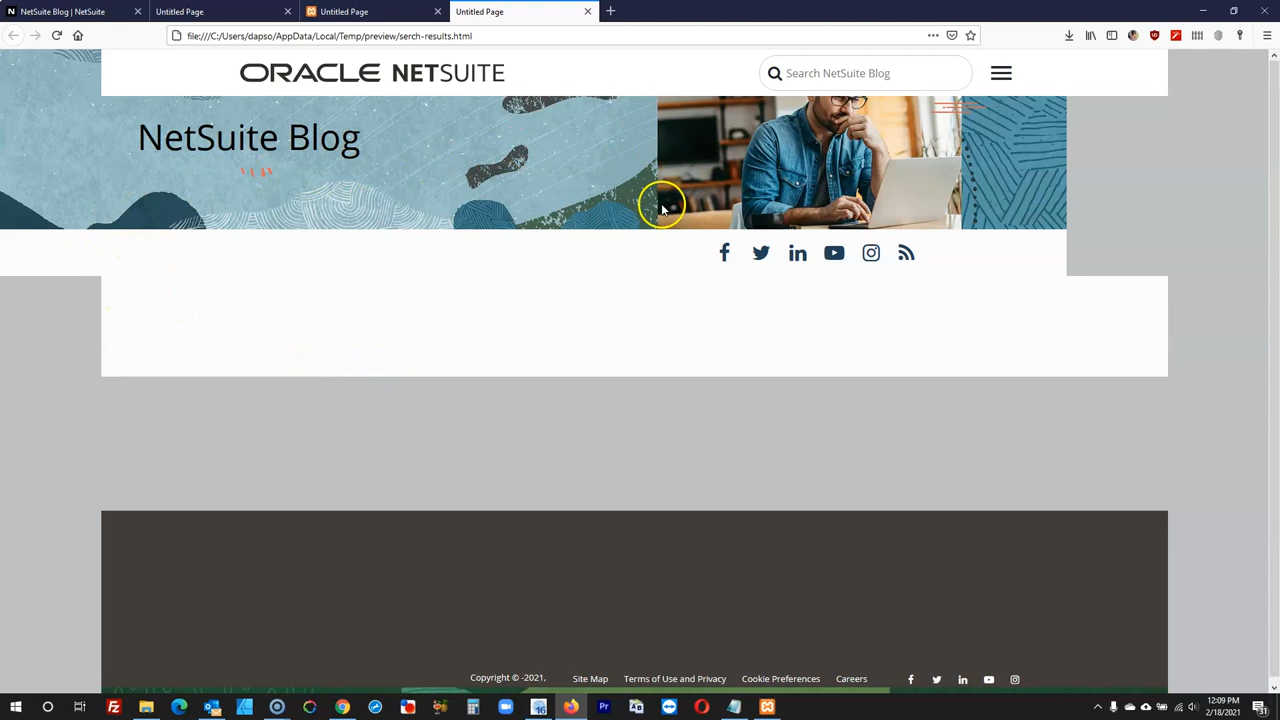 NetSuite Blog | NetSuite
Untitled Page
Untitled Page
Untitled Page
file:///C:/Users/dapso/AppData/Local/Temp/preview/serch-results.html
ORACLE NETSUITE
Search NetSuite Blog
NetSuite Blog
Copyright © -2021,
Site Map
Terms of Use and Privacy
Cookie Preferences
Careers
12:09 PM
2/18/2021